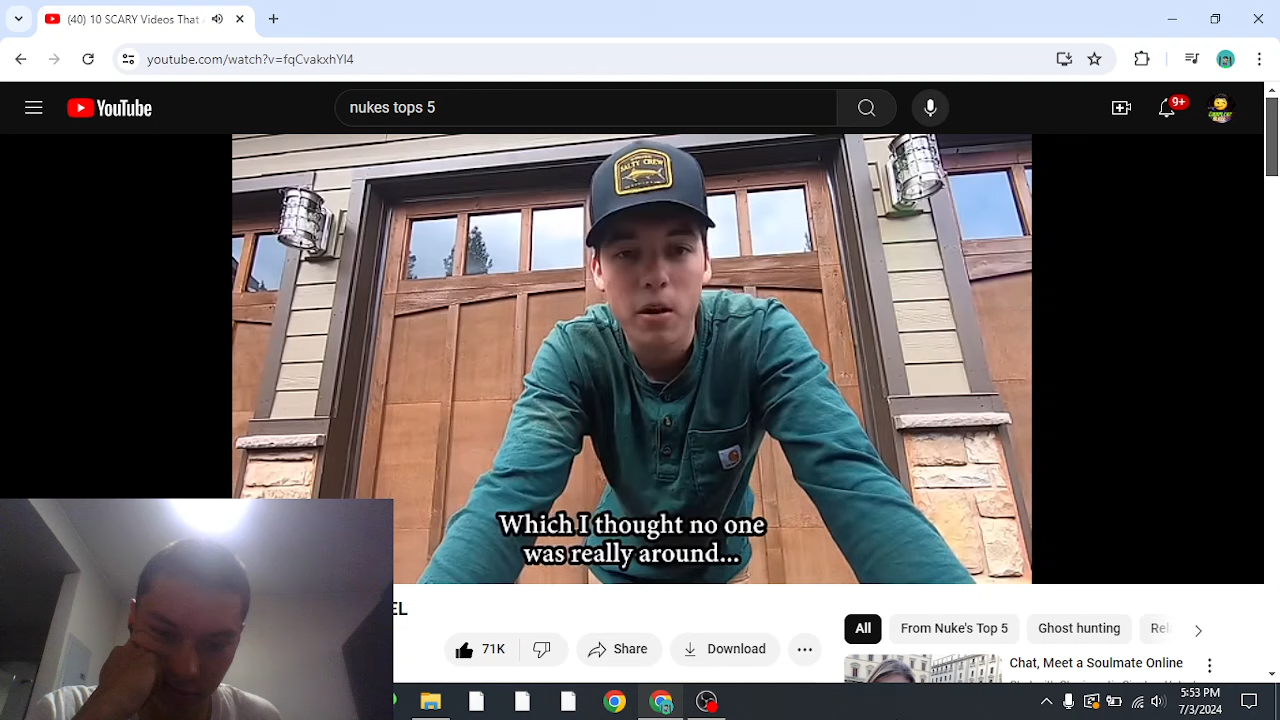 (40) 10 SCARY Videos That
youtube.com/watch?v=fqCvakxhYl4
YouTube
nukes tops 5
9+
SALTY CREW
Which I thought no one
was really around...
EL
71K
Share
Download
All
From Nuke's Top 5
Ghost hunting
Rel
Chat, Meet a Soulmate Online
5:53 PM
7/3/2024